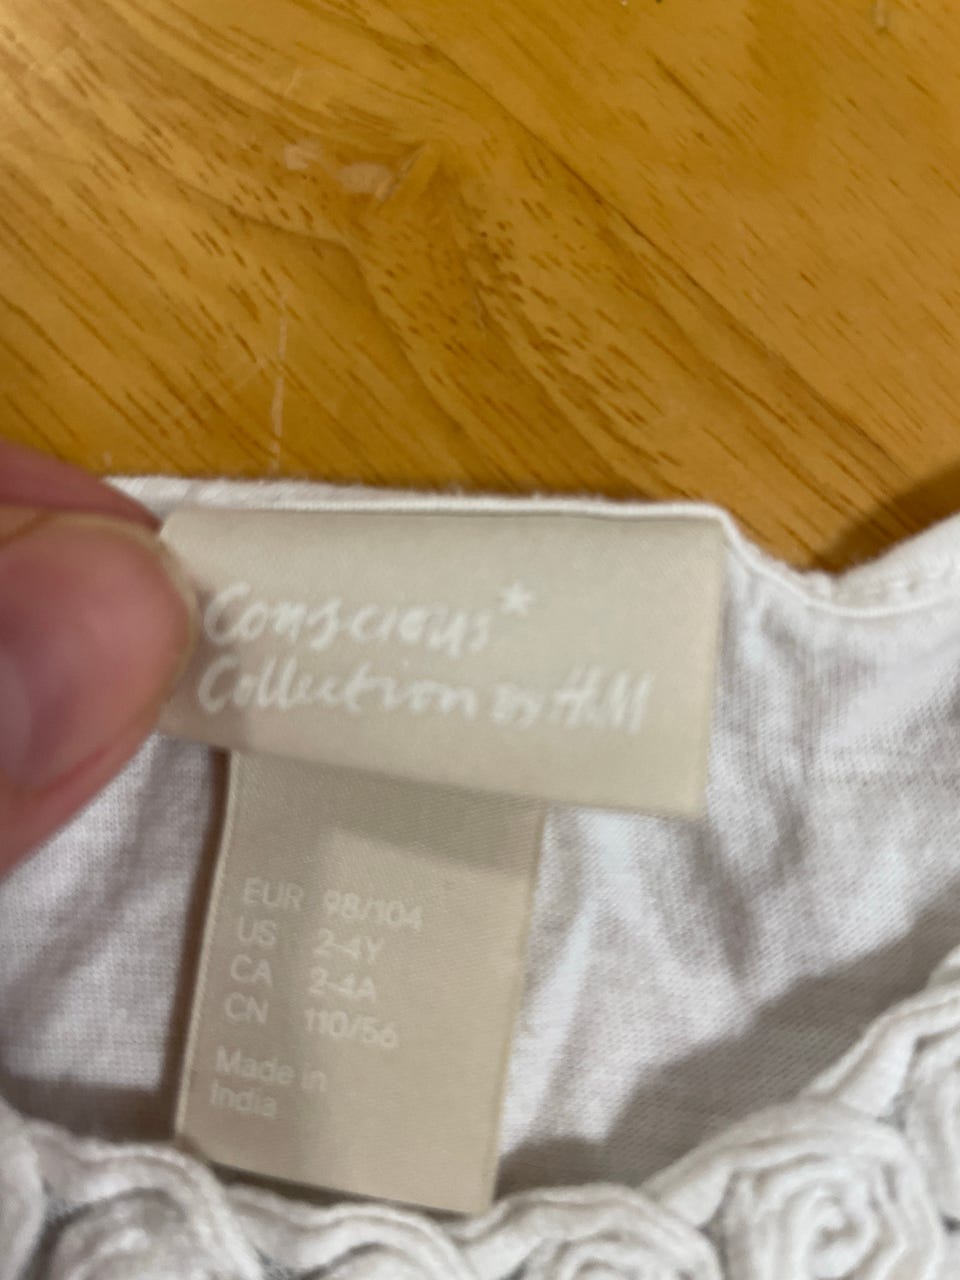 Conscious*
Collection by H&M
EUR 98/104
US 2-4Y
CA 2-4A
CN 110/56
Made in
India